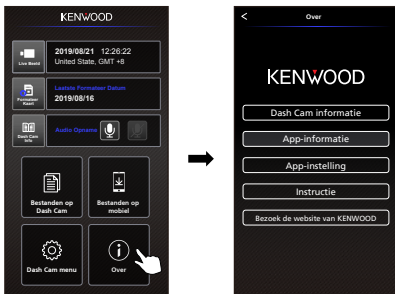 KENWOOD
2019/08/21 12:26:22
United State, GMT +8
Live Beeld
Laatste Formateer Datum
2019/08/16
Formateer
Kaart
Audio Opname
Dash Cam
Info
Bestanden op
Dash Cam
Bestanden op
mobiel
Dash Cam menu
Over
<
Over
KENWOOD
Dash Cam informatie
App-informatie
App-instelling
Instructie
Bezoek de website van KENWOOD